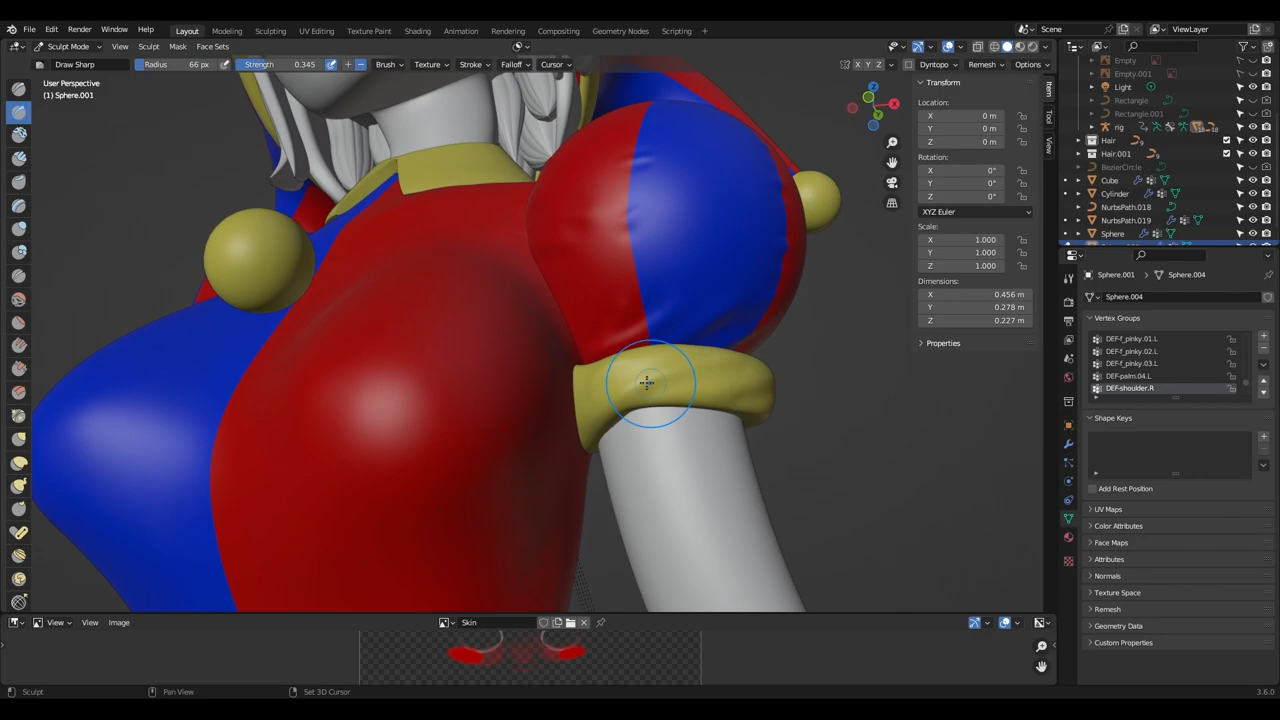 File Edit Render Window Help Layout Modeling Sculpting UV Editing Texture Paint Shading Animation Rendering Compositing Geometry Nodes Scripting + Scene ViewLayer
Sculpt Mode View Sculpt Mask Face Sets
Draw Sharp Radius 66 px Strength 0.345 Brush Texture Stroke Falloff Cursor X Y Z Dyntopo Remesh Options
User Perspective
(1) Sphere.001
Z
X
Y
Transform
Location:
X 0 m
Y 0 m
Z 0 m
Rotation:
X 0°
Y 0°
Z 0°
XYZ Euler
Scale:
X 1.000
Y 1.000
Z 1.000
Dimensions:
X 0.456 m
Y 0.278 m
Z 0.227 m
Properties
Item
Tool
View
Empty
Empty.001
Light
Rectangle
Rectangle.001
rig
Hair
Hair.001
BezierCircle
Cube
Cylinder
NurbsPath.018
NurbsPath.019
Sphere
Sphere.001 Sphere.004
Sphere.004
Vertex Groups
DEF-f_pinky.01.L
DEF-f_pinky.02.L
DEF-f_pinky.03.L
DEF-palm.04.L
DEF-shoulder.R
Shape Keys
Add Rest Position
UV Maps
Color Attributes
Face Maps
Attributes
Normals
Texture Space
Remesh
Geometry Data
Custom Properties
View View Image Skin
Sculpt Pan View Set 3D Cursor 3.6.0